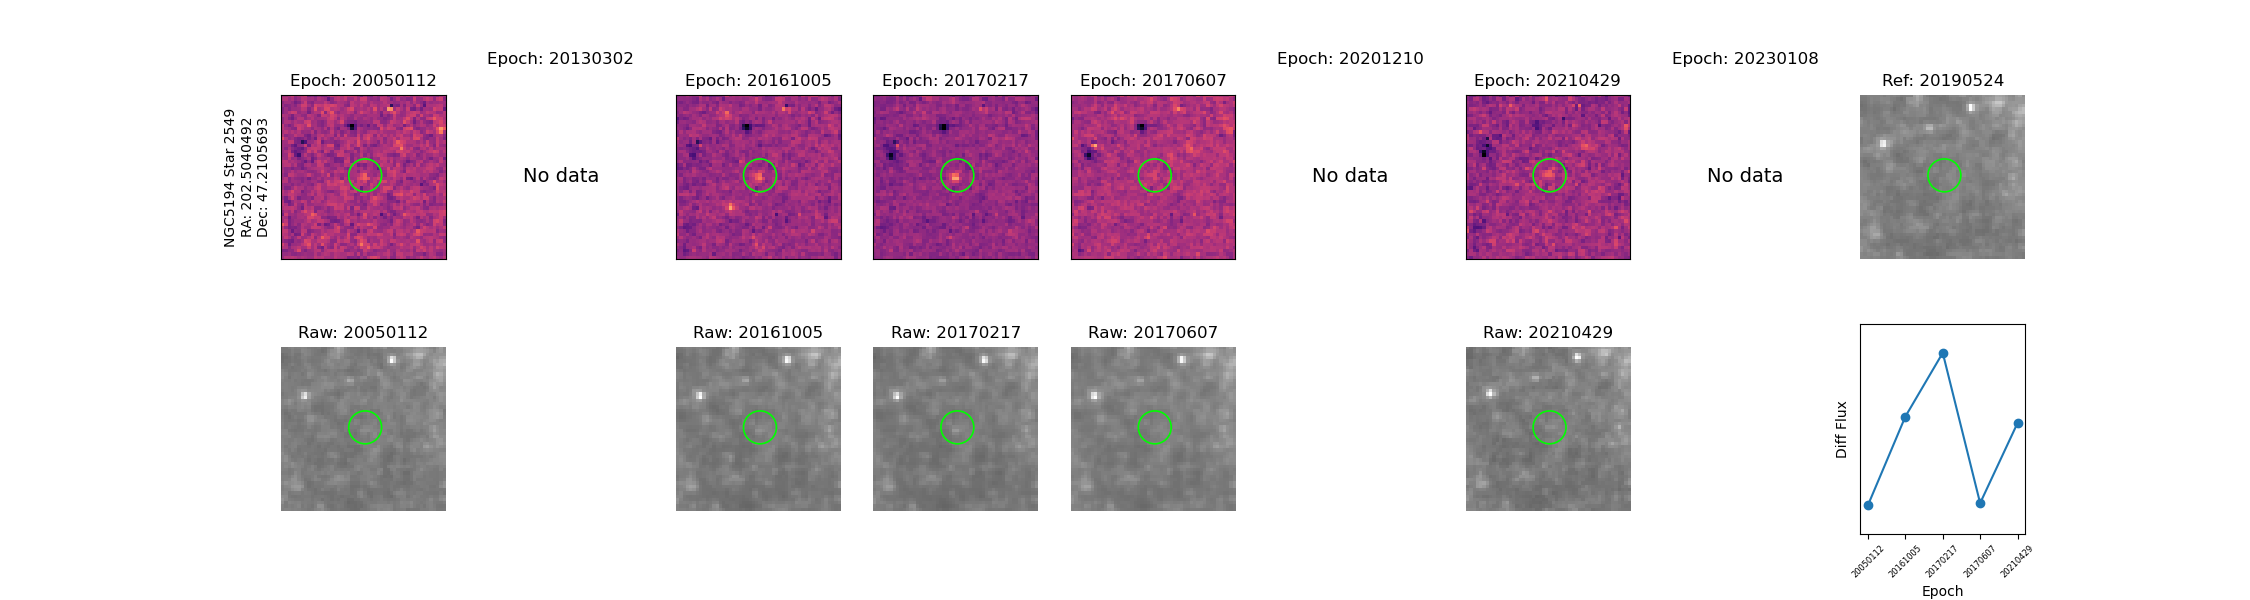 Epoch: 20050112
Epoch: 20130302
Epoch: 20161005
Epoch: 20170217
Epoch: 20170607
Epoch: 20201210
Epoch: 20210429
Epoch: 20230108
Ref: 20190524
NGC5194 Star 2549
RA: 202.5040492
Dec: 47.2105693
No data
No data
No data
Raw: 20050112
Raw: 20161005
Raw: 20170217
Raw: 20170607
Raw: 20210429
Diff Flux
20050112
20161005
20170217
20170607
20210429
Epoch